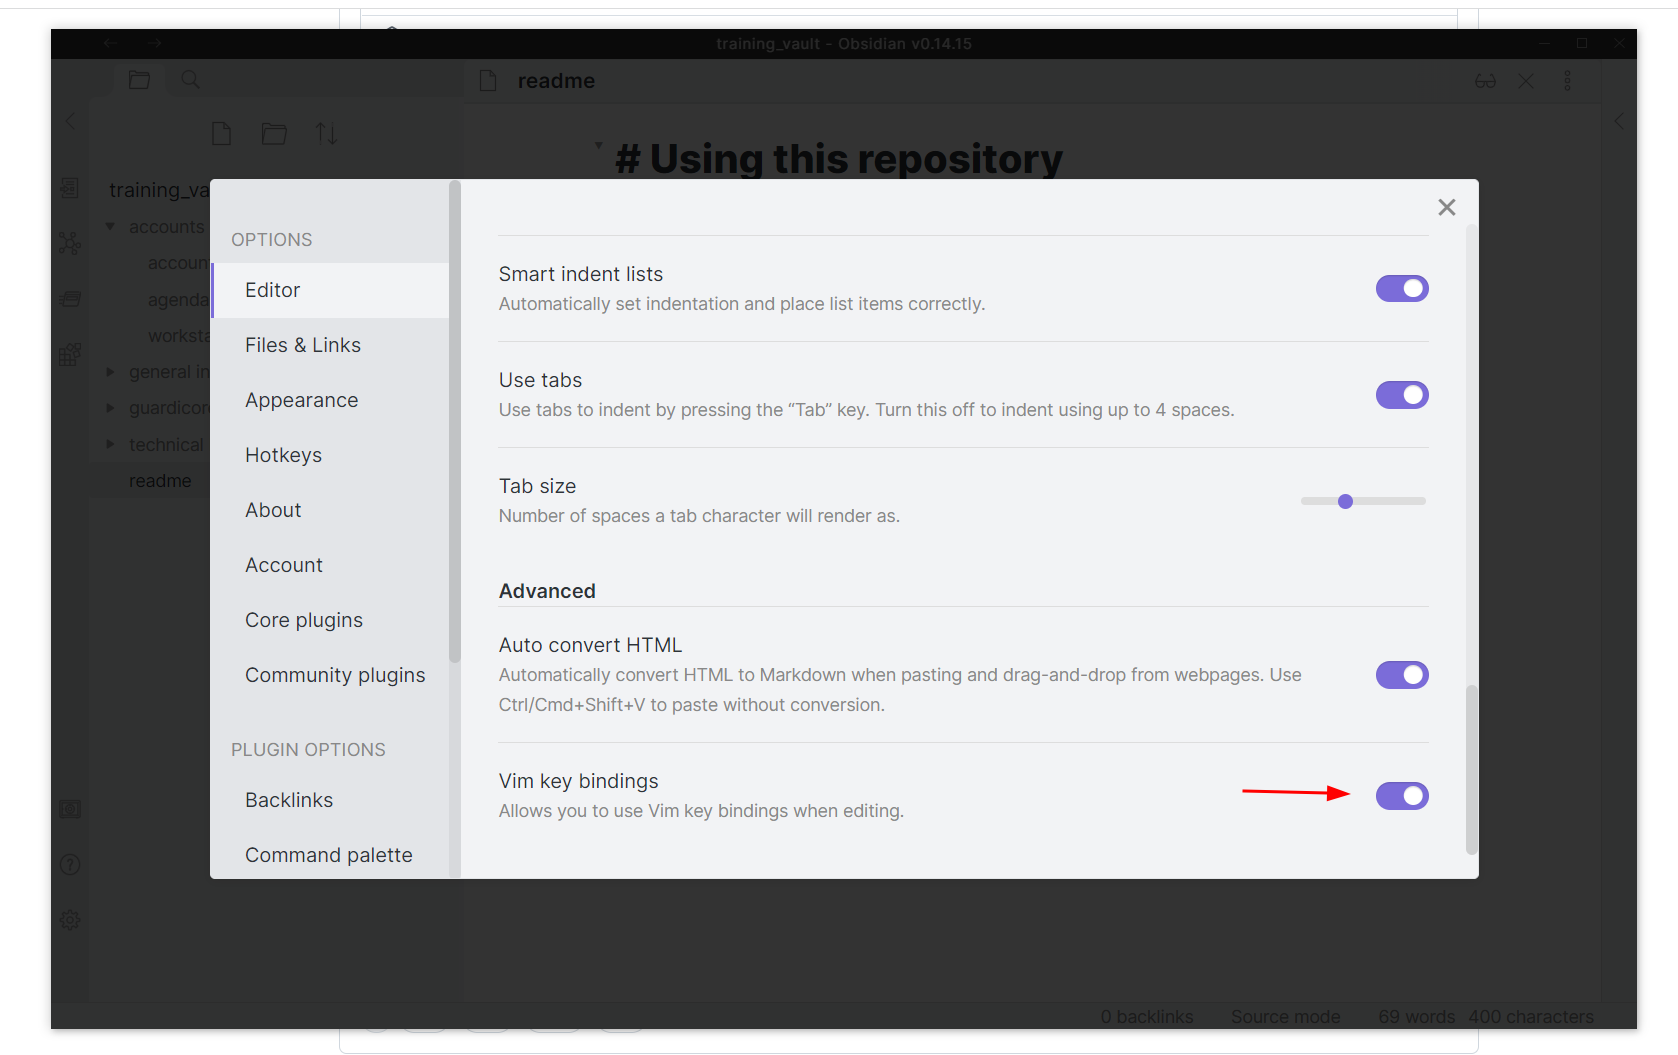 training_vault - Obsidian v0.14.15
readme
# Using this repository
training_va
accounts
accoun
agenda
worksta
general in
guardicor
technical
readme
OPTIONS
Editor
Files & Links
Appearance
Hotkeys
About
Account
Core plugins
Community plugins
PLUGIN OPTIONS
Backlinks
Command palette
Smart indent lists
Automatically set indentation and place list items correctly.
Use tabs
Use tabs to indent by pressing the “Tab” key. Turn this off to indent using up to 4 spaces.
Tab size
Number of spaces a tab character will render as.
Advanced
Auto convert HTML
Automatically convert HTML to Markdown when pasting and drag-and-drop from webpages. Use
Ctrl/Cmd+Shift+V to paste without conversion.
Vim key bindings
Allows you to use Vim key bindings when editing.
0 backlinks Source mode 69 words 400 characters